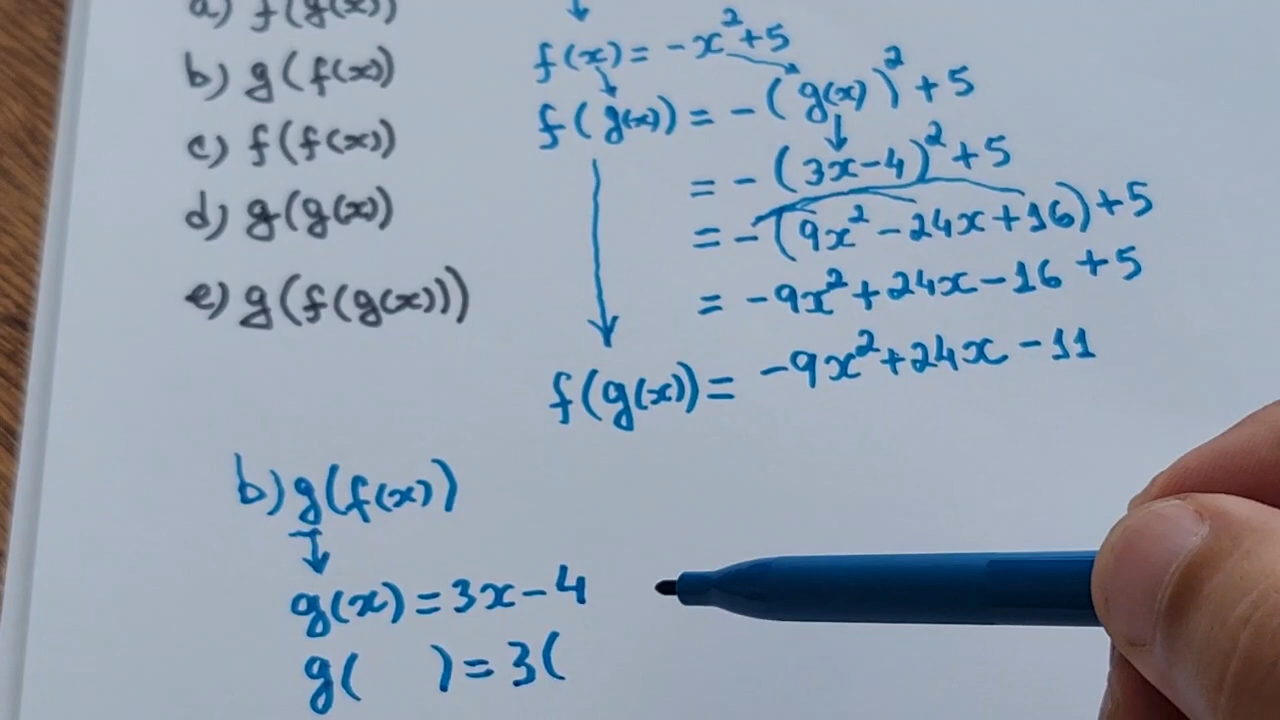 a) f(g(x))
b) g(f(x))
c) f(f(x))
d) g(g(x))
e) g(f(g(x)))
f(x) = -x²+5
f(g(x)) = -(g(x))²+5
= -(3x-4)²+5
= -(9x²-24x+16)+5
= -9x²+24x-16+5
f(g(x)) = -9x²+24x-11
b) g(f(x))
g(x) = 3x-4
g( ) = 3(